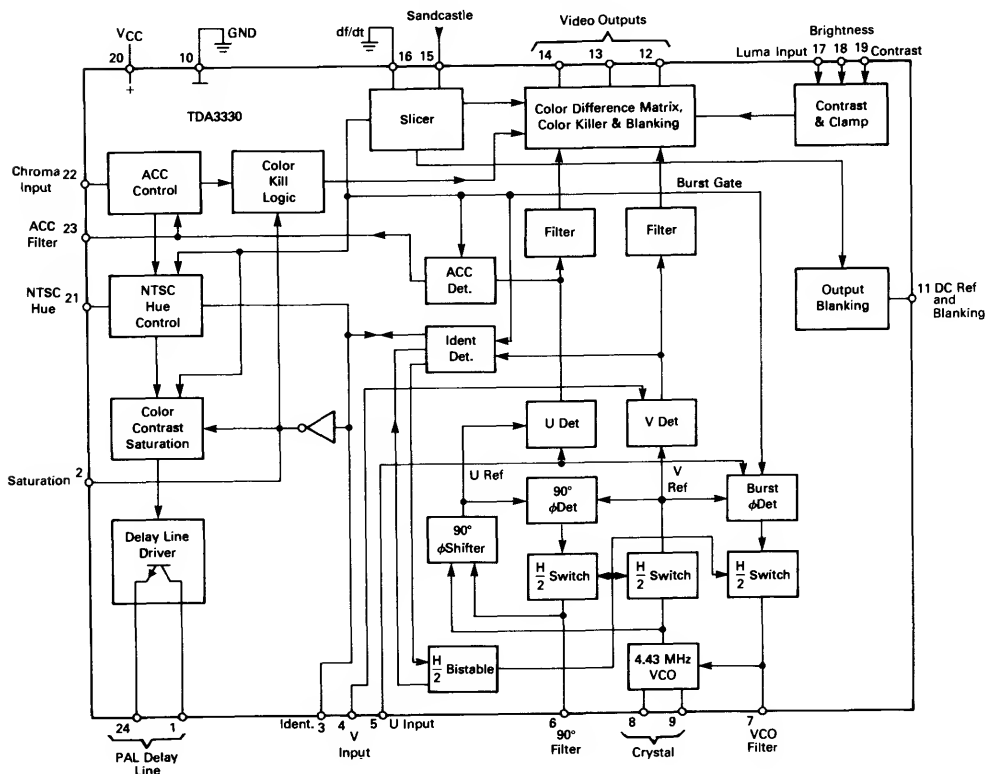 Sandcastle
Video Outputs
Brightness
VCC
GND
df/dt
Luma Input 17 18 19 Contrast
20
10
16 15
14
13
12
+
TDA3330
Slicer
Color Difference Matrix,
Color Killer & Blanking
Contrast
& Clamp
Chroma 22
Input
ACC
Control
Color
Kill
Logic
Burst Gate
ACC 23
Filter
Filter
Filter
ACC
Det.
NTSC 21
Hue
NTSC
Hue
Control
Output
Blanking
11 DC Ref
and
Blanking
Ident
Det.
Color
Contrast
Saturation
U Det
V Det
Saturation 2
U Ref
V
Ref
90°
ϕDet
Burst
ϕDet
Delay Line
Driver
90°
ϕShifter
H/2 Switch
H/2 Switch
H/2 Switch
H/2 Bistable
4.43 MHz
VCO
24
1
Ident. 3
4
5 U Input
V
Input
6
90°
Filter
8
9
Crystal
7
VCO
Filter
PAL Delay
Line